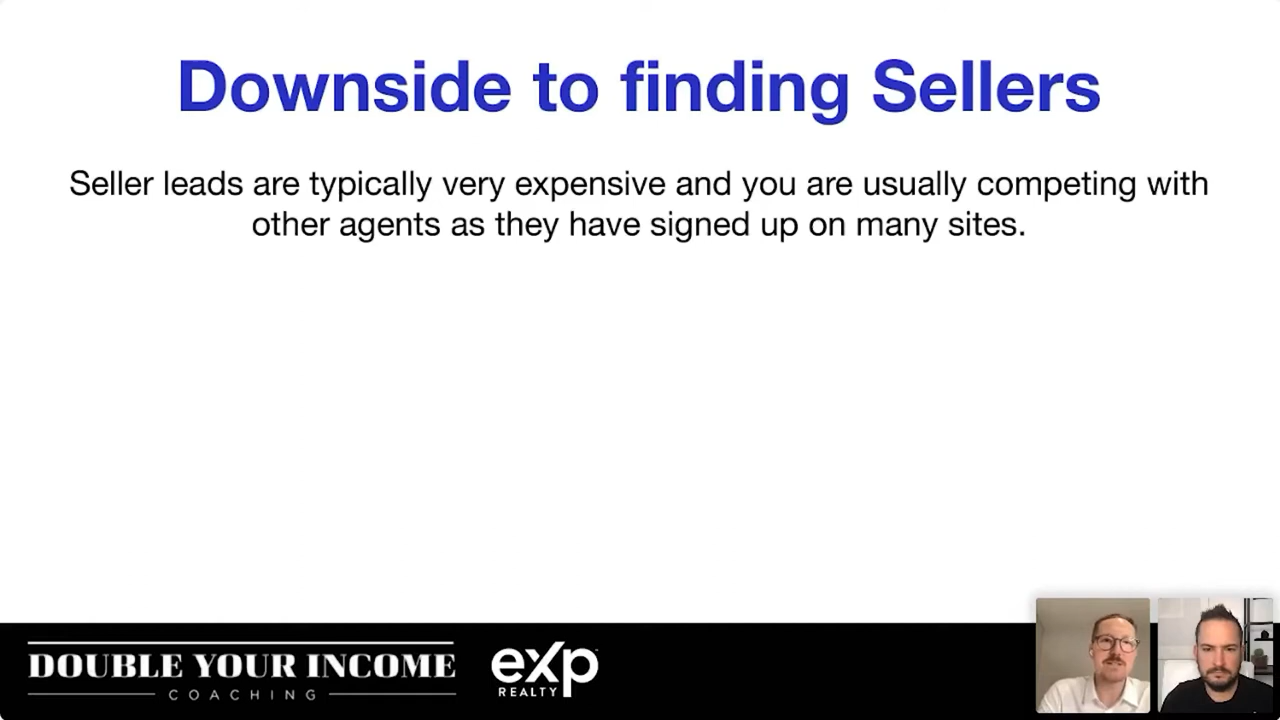 Downside to finding Sellers
Seller leads are typically very expensive and you are usually competing with
other agents as they have signed up on many sites.
DOUBLE YOUR INCOME
COACHING
exp
REALTY